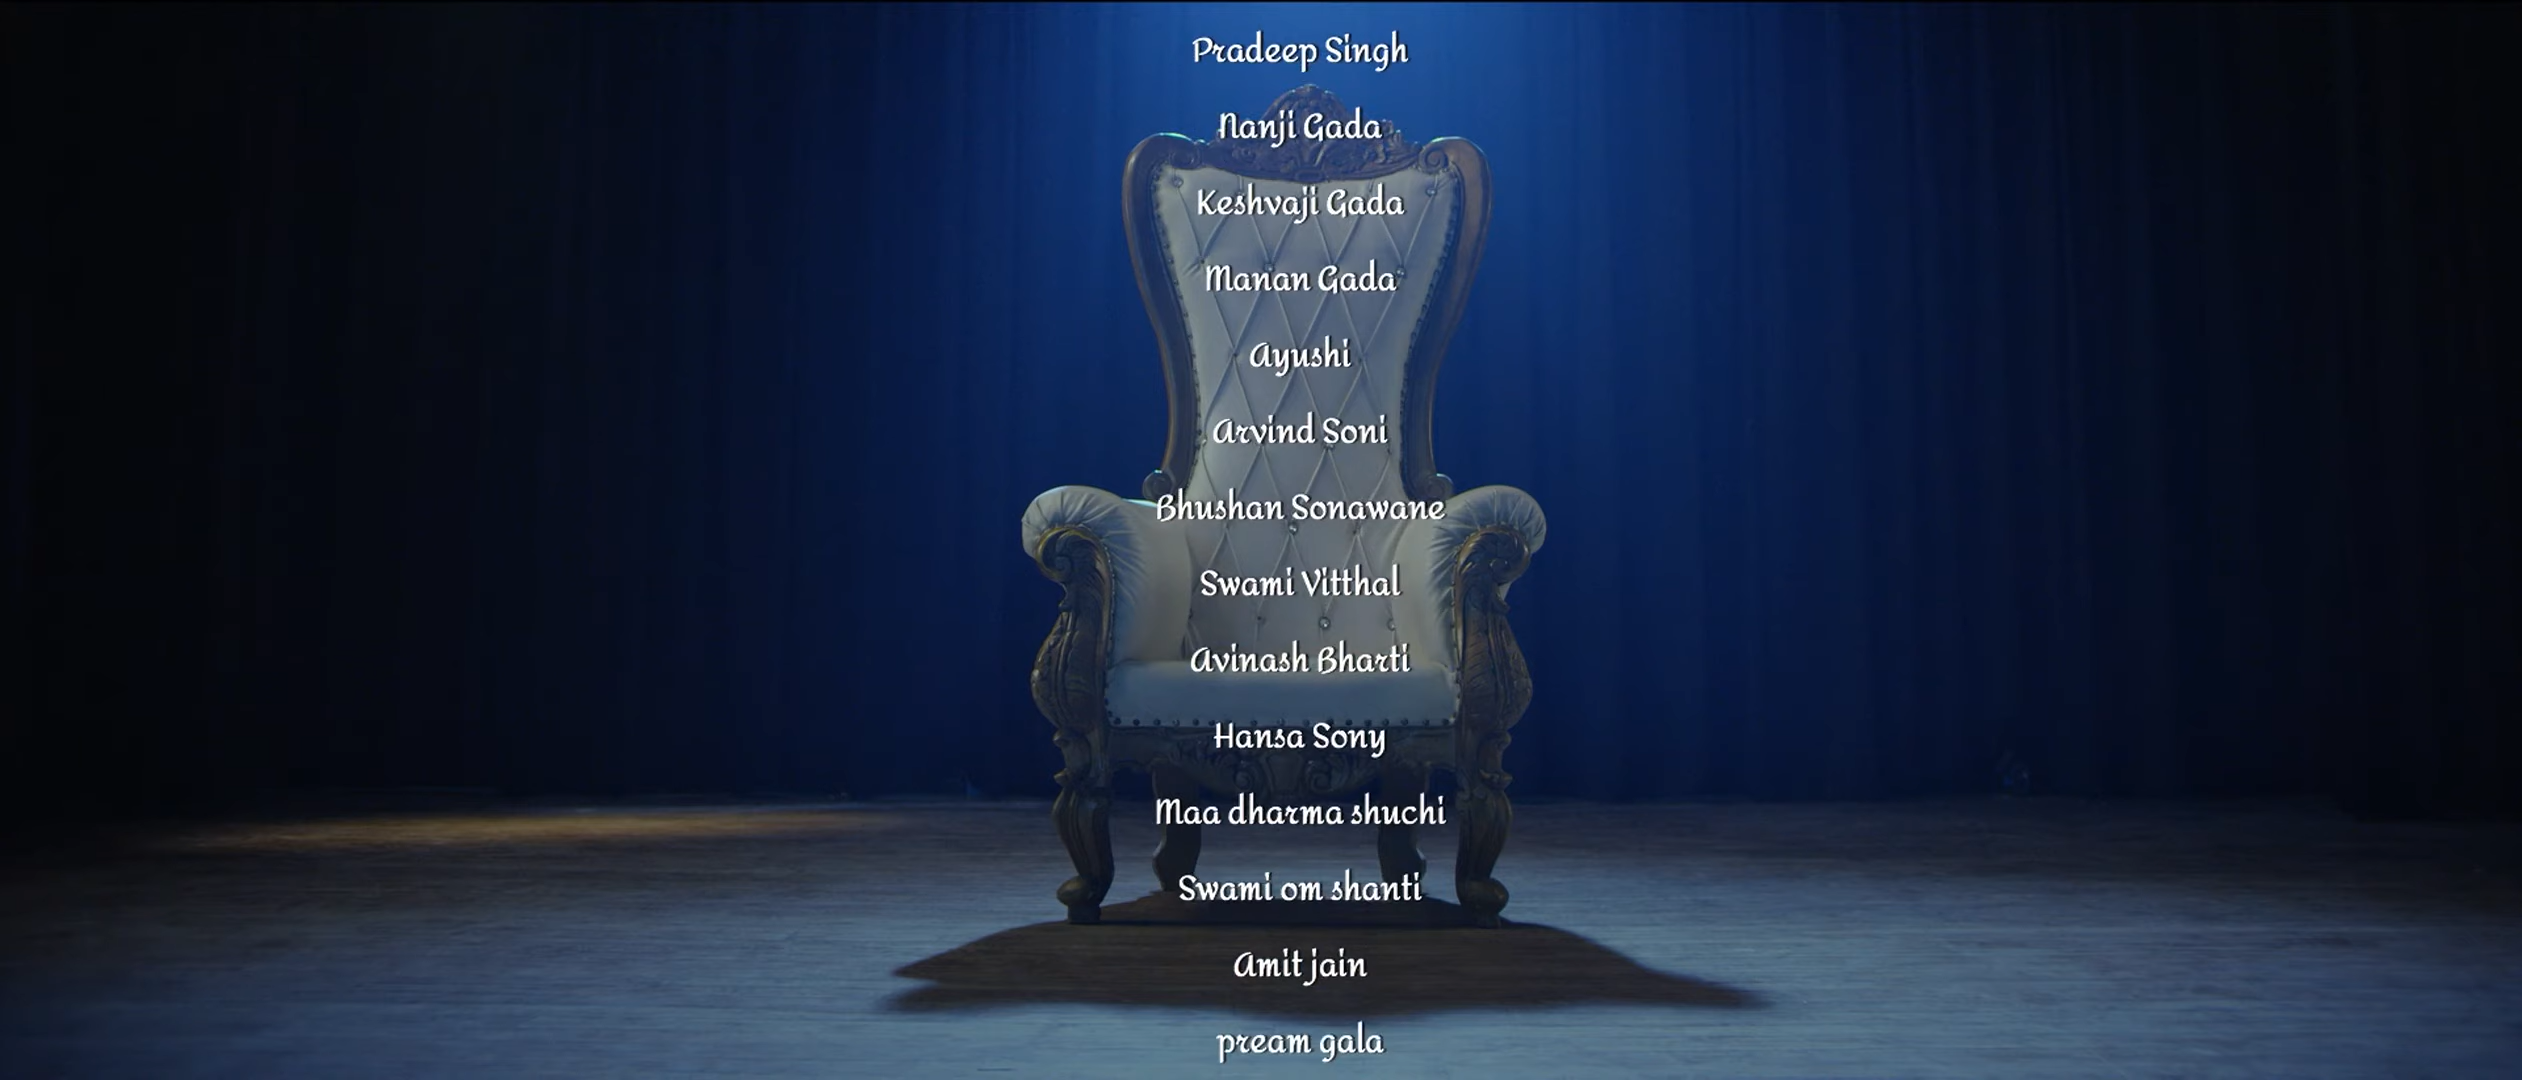 Pradeep Singh
Nanji Gada
Keshvaji Gada
Manan Gada
Ayushi
Arvind Soni
Bhushan Sonawane
Swami Vitthal
Avinash Bharti
Hansa Sony
Maa dharma shuchi
Swami om shanti
Amit jain
pream gala